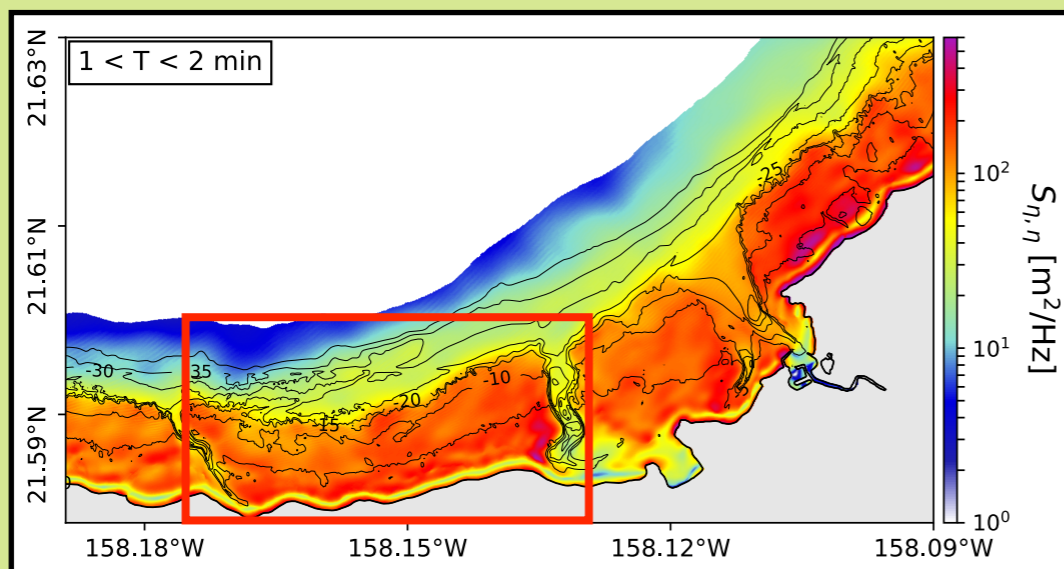 1 < T < 2 min
21.63°N
21.61°N
21.59°N
158.18°W
158.15°W
158.12°W
158.09°W
-25
-30
35
-20
15
-10
10²
10¹
10⁰
Sη,η [m²/Hz]